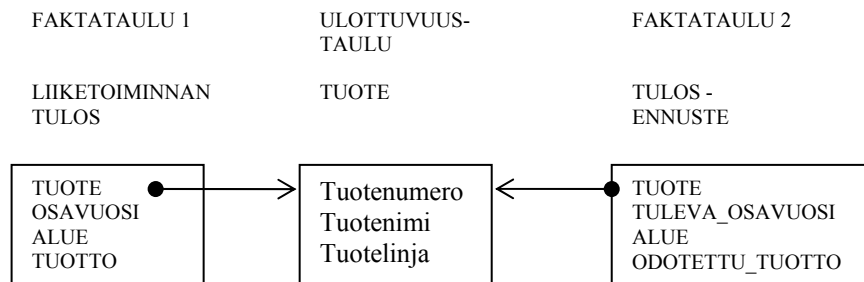 FAKTATAULU 1
ULOTTUVUUS-
TAULU
FAKTATAULU 2
LIIKETOIMINNAN
TULOS
TUOTE
TULOS -
ENNUSTE
TUOTE
OSAVUOSI
ALUE
TUOTTO
Tuotenumero
Tuotenimi
Tuotelinja
TUOTE
TULEVA_OSAVUOSI
ALUE
ODOTETTU_TUOTTO